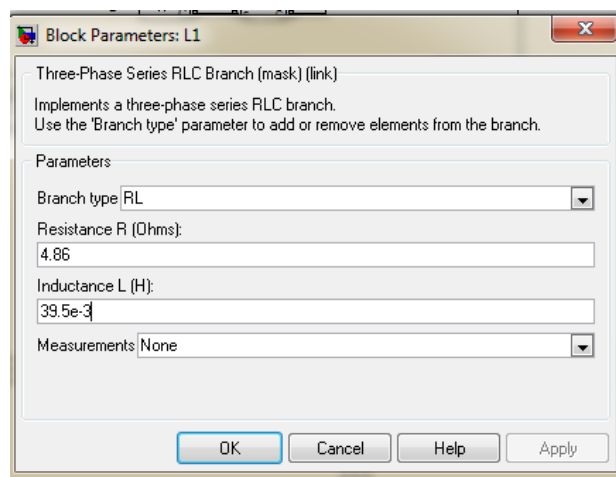 Block Parameters: L1
Three-Phase Series RLC Branch (mask) (link)
Implements a three-phase series RLC branch.
Use the 'Branch type' parameter to add or remove elements from the branch.
Parameters
Branch type RL
Resistance R (Ohms):
4.86
Inductance L (H):
39.5e-3
Measurements None
OK Cancel Help Apply